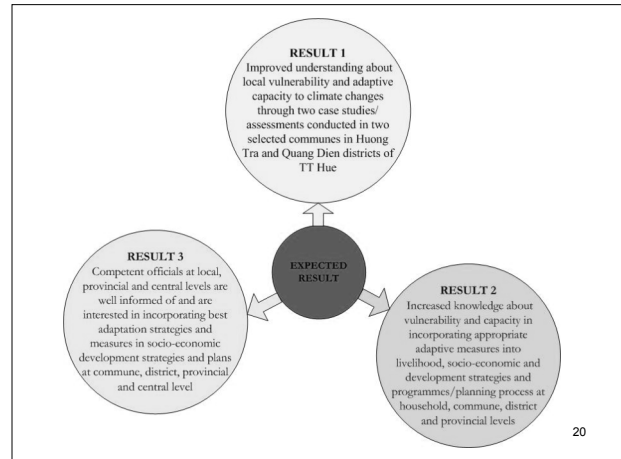 RESULT 1
Improved understanding about
local vulnerability and adaptive
capacity to climate changes
through two case studies/
assessments conducted in two
selected communes in Huong
Tra and Quang Dien districts of
TT Hue
EXPECTED
RESULT
RESULT 3
Competent officials at local,
provincial and central levels are
well informed of and are
interested in incorporating best
adaptation strategies and
measures in socio-economic
development strategies and plans
at commune, district, provincial
and central level
RESULT 2
Increased knowledge about
vulnerability and capacity in
incorporating appropriate
adaptive measures into
livelihood, socio-economic and
development strategies and
programmes/planning process at
household, commune, district
and provincial levels
20